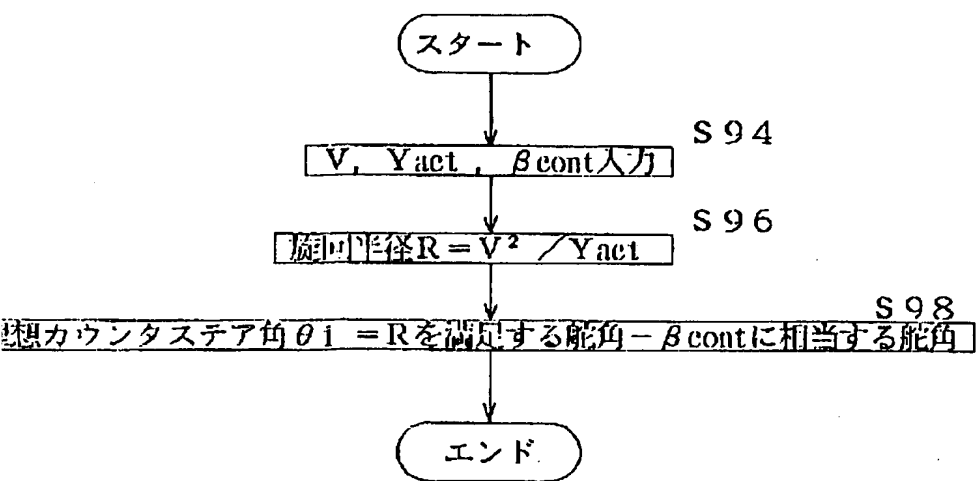 スタート
S94
V, Yact , βcont入力
S96
旋回半径R=V² /Yact
S98
想カウンタステア角θi =Rを満足する舵角-βcontに相当する舵角
エンド